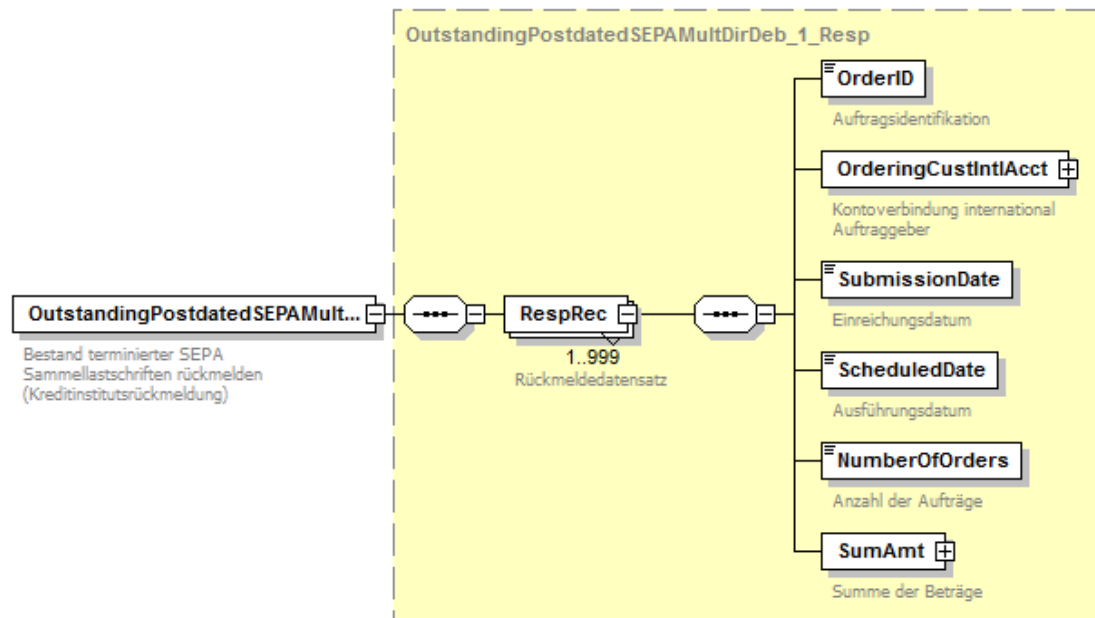 OutstandingPostdatedSEPAMultDirDeb_1_Resp
OrderID
Auftragsidentifikation
OrderingCustIntlAcct
Kontoverbindung international
Auftraggeber
SubmissionDate
Einreichungsdatum
OutstandingPostdatedSEPAMult...
Bestand terminierter SEPA
Sammellastschriften rückmelden
(Kreditinstitutsrückmeldung)
RespRec
1..999
Rückmeldedatensatz
ScheduledDate
Ausführungsdatum
NumberOfOrders
Anzahl der Aufträge
SumAmt
Summe der Beträge